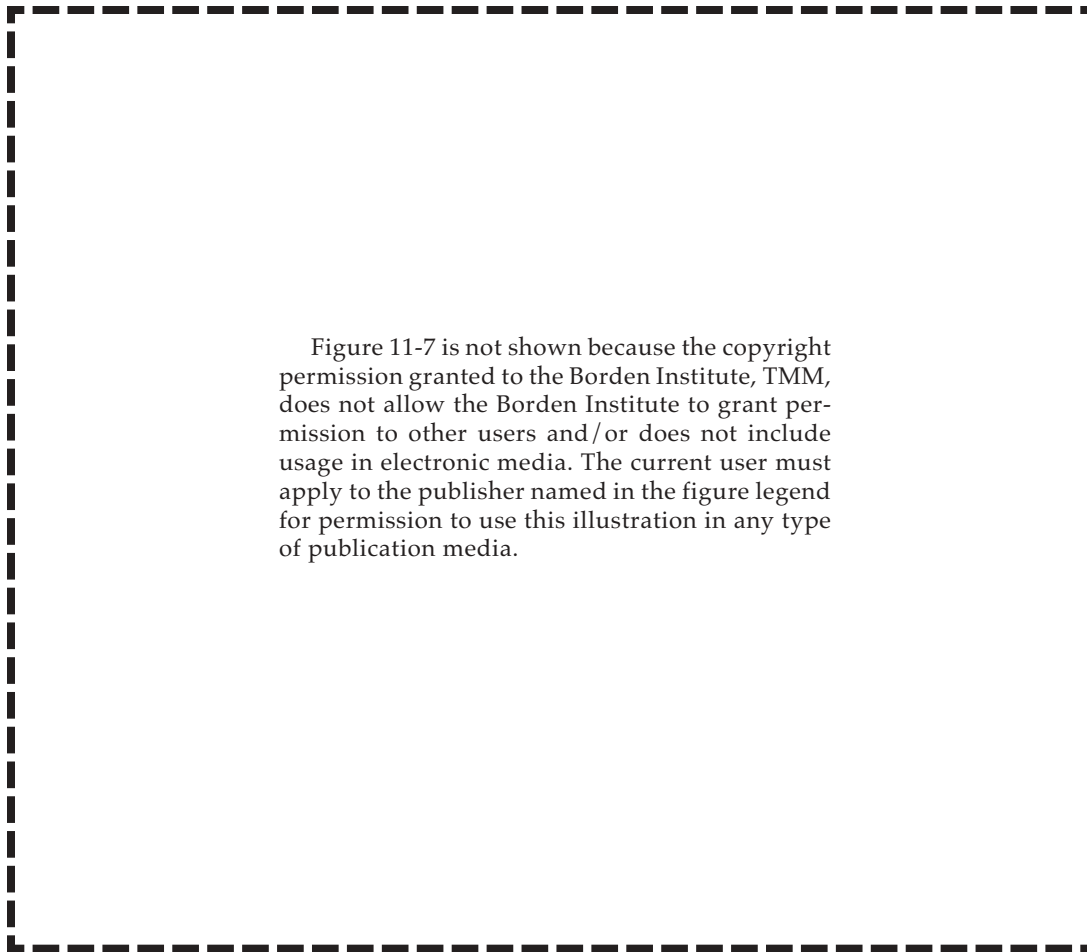 Figure 11-7 is not shown because the copyright
permission granted to the Borden Institute, TMM,
does not allow the Borden Institute to grant per-
mission to other users and/or does not include
usage in electronic media. The current user must
apply to the publisher named in the figure legend
for permission to use this illustration in any type
of publication media.